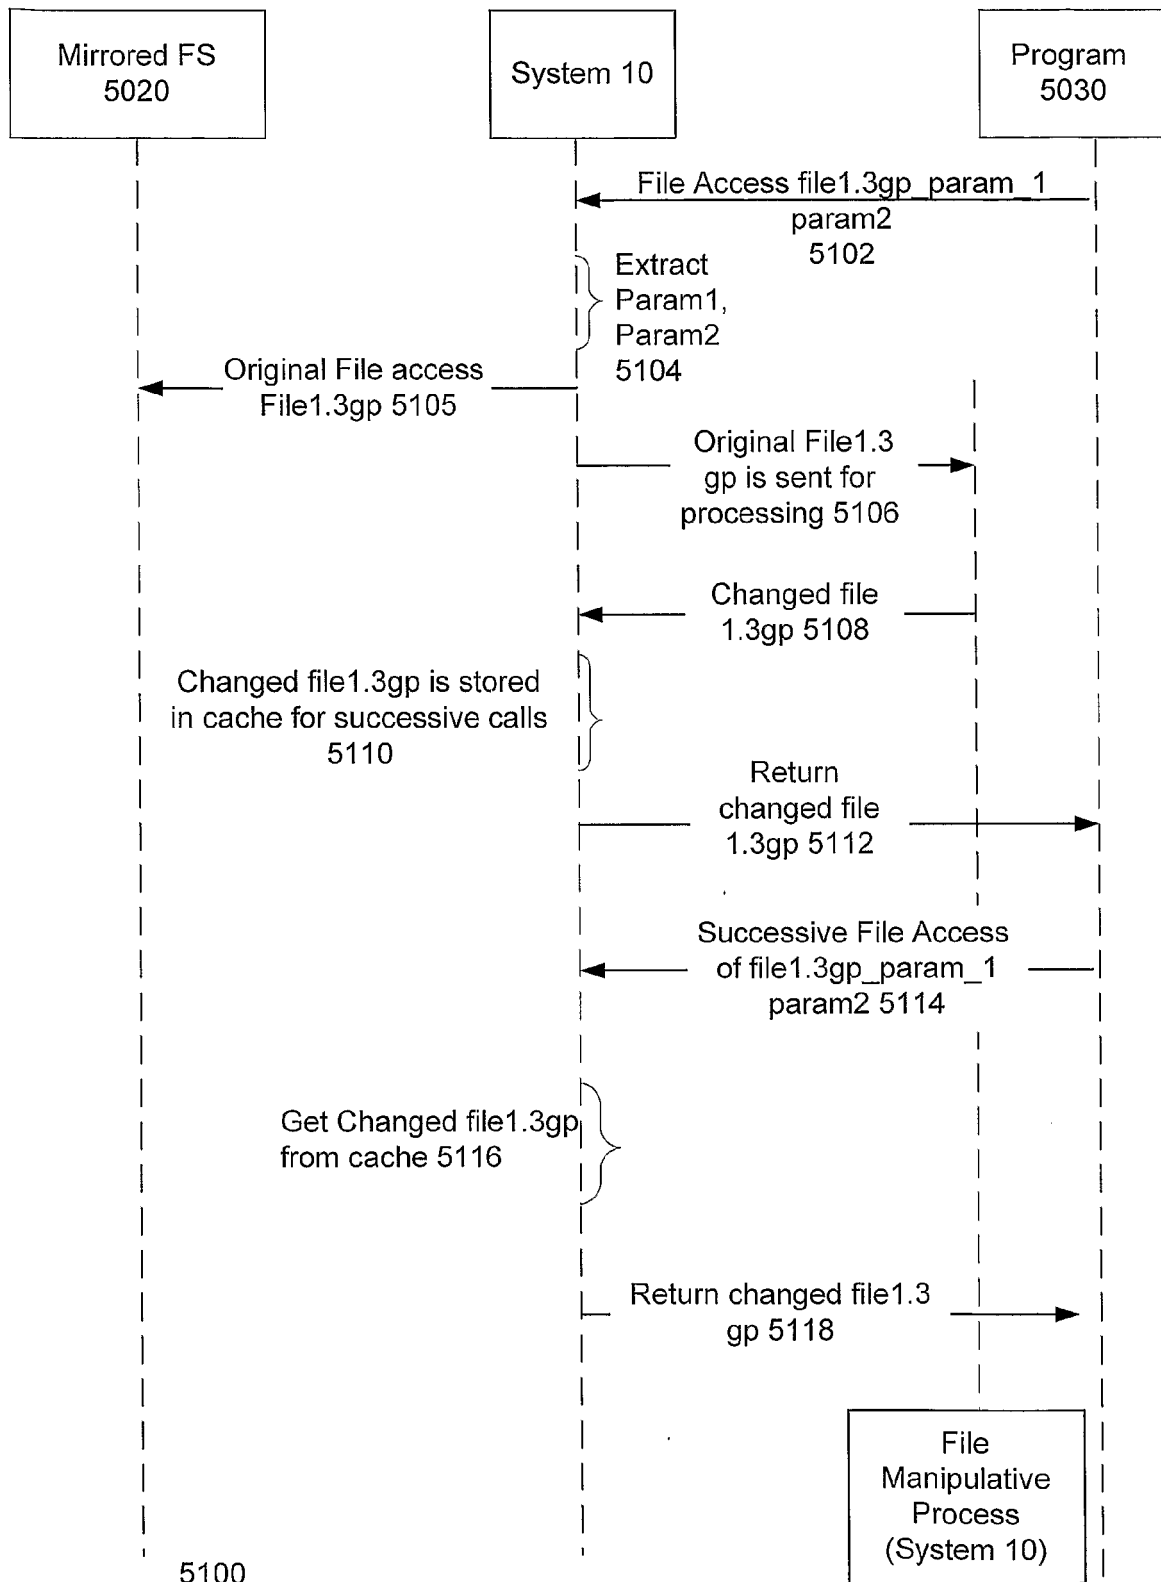 Mirrored FS
5020
System 10
Program
5030
File Access file1.3gp_param_1
param2
5102
Extract
Param1,
Param2
5104
Original File access
File1.3gp 5105
Original File1.3
gp is sent for
processing 5106
Changed file
1.3gp 5108
Changed file1.3gp is stored
in cache for successive calls
5110
Return
changed file
1.3gp 5112
Successive File Access
of file1.3gp_param_1
param2 5114
Get Changed file1.3gp
from cache 5116
Return changed file1.3
gp 5118
File
Manipulative
Process
(System 10)
5100